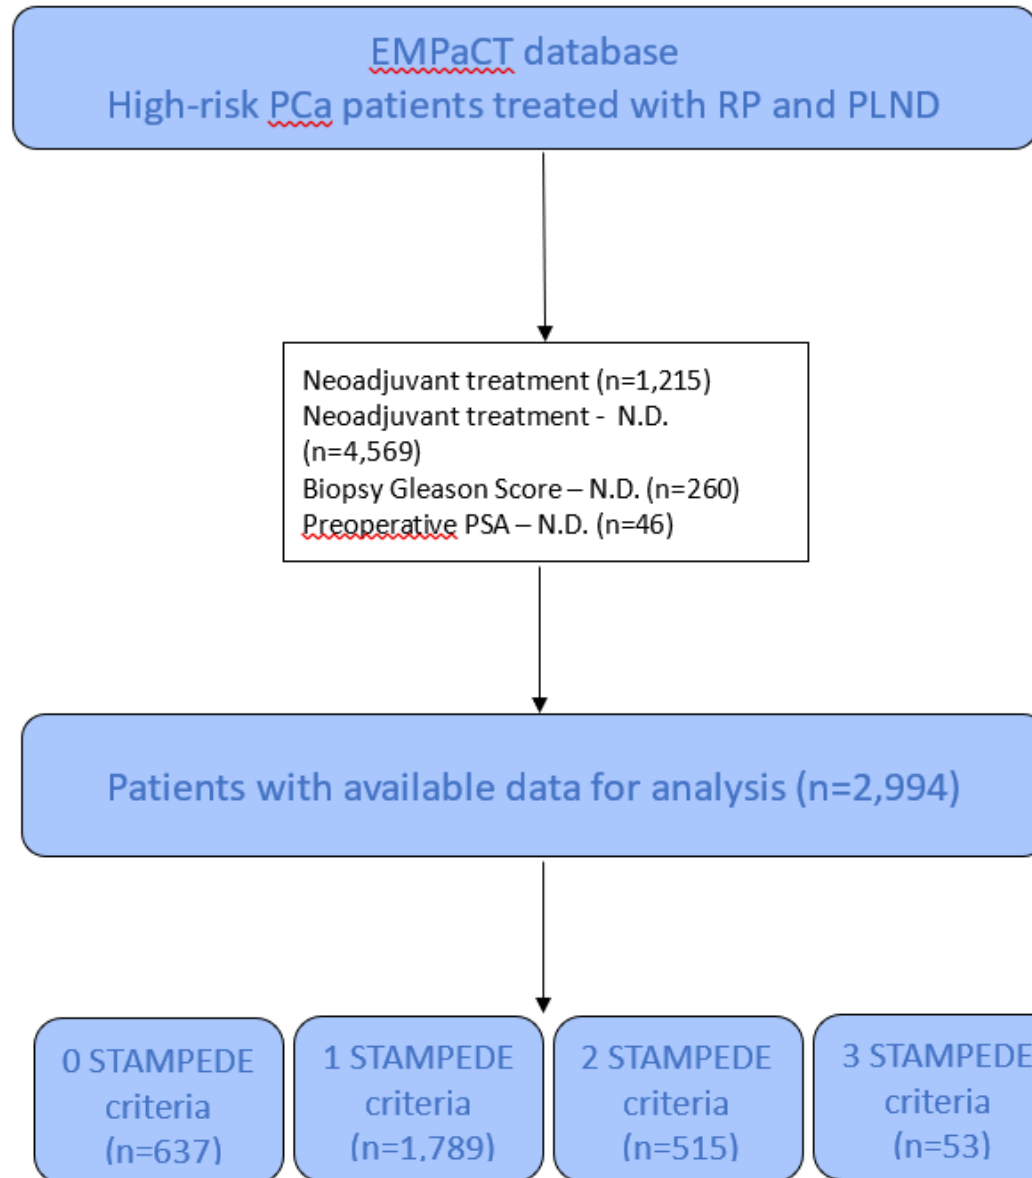 EMPaCT database
High-risk PCa patients treated with RP and PLND
Neoadjuvant treatment (n=1,215)
Neoadjuvant treatment - N.D.
(n=4,569)
Biopsy Gleason Score – N.D. (n=260)
Preoperative PSA – N.D. (n=46)
Patients with available data for analysis (n=2,994)
0 STAMPEDE
criteria
(n=637)
1 STAMPEDE
criteria
(n=1,789)
2 STAMPEDE
criteria
(n=515)
3 STAMPEDE
criteria
(n=53)